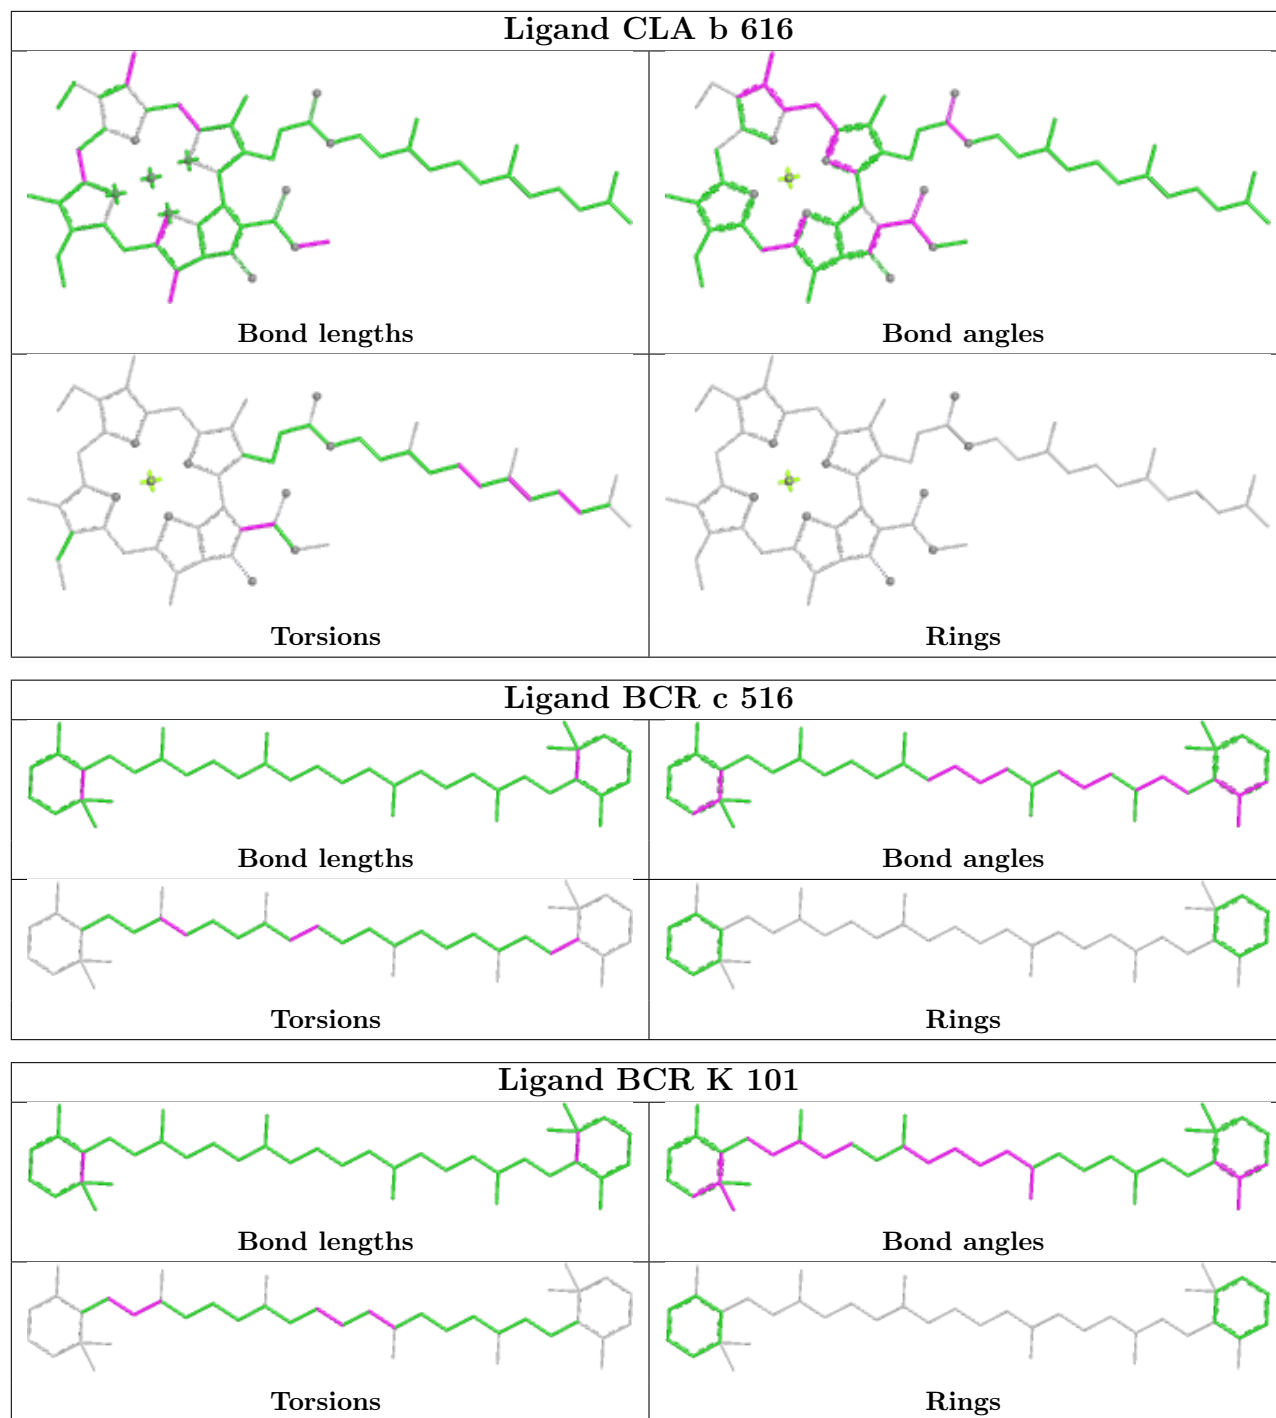 Ligand CLA b 616
Bond lengths
Bond angles
Torsions
Rings
Ligand BCR c 516
Bond lengths
Bond angles
Torsions
Rings
Ligand BCR K 101
Bond lengths
Bond angles
Torsions
Rings